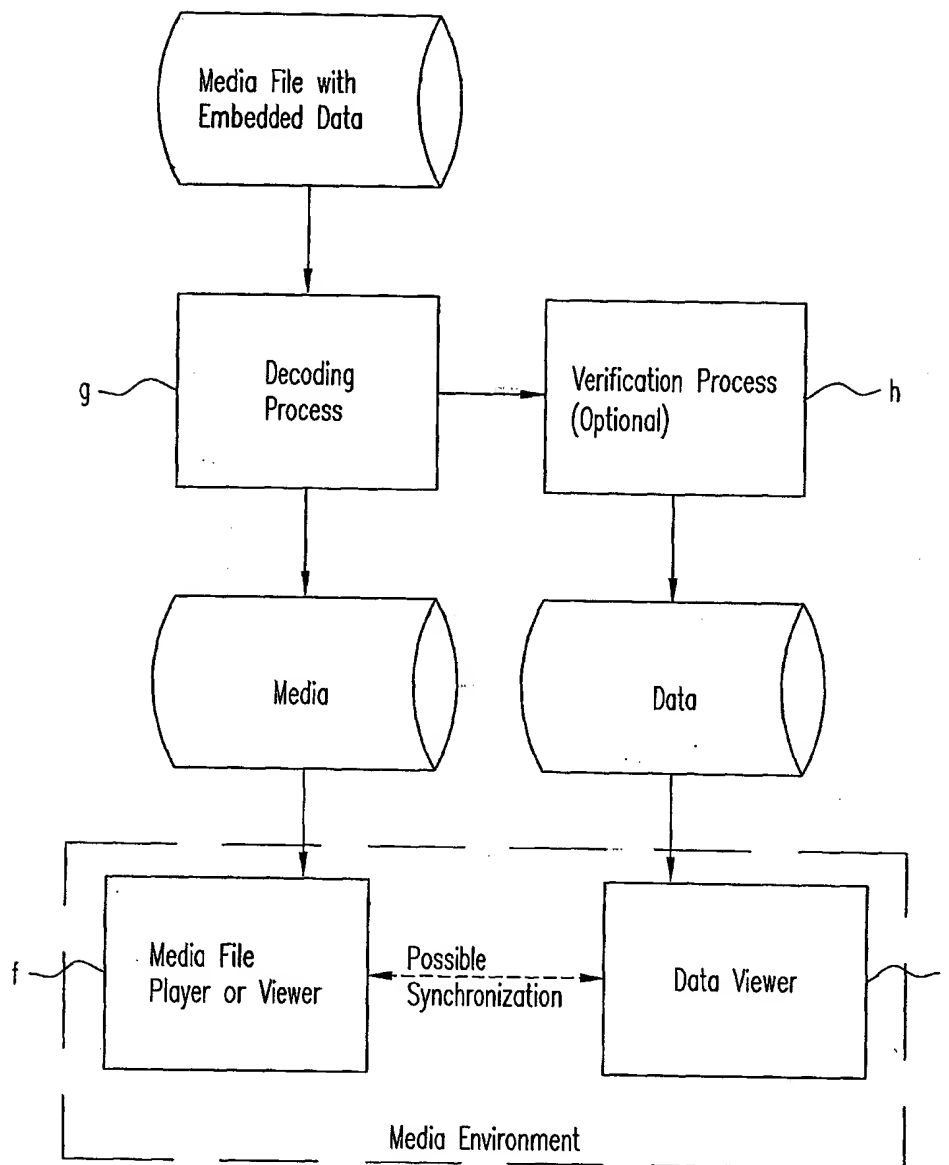 Media File with
Embedded Data
g
Decoding
Process
Verification Process
(Optional)
h
Media
Data
f
Media File
Player or Viewer
Possible
Synchronization
Data Viewer
Media Environment